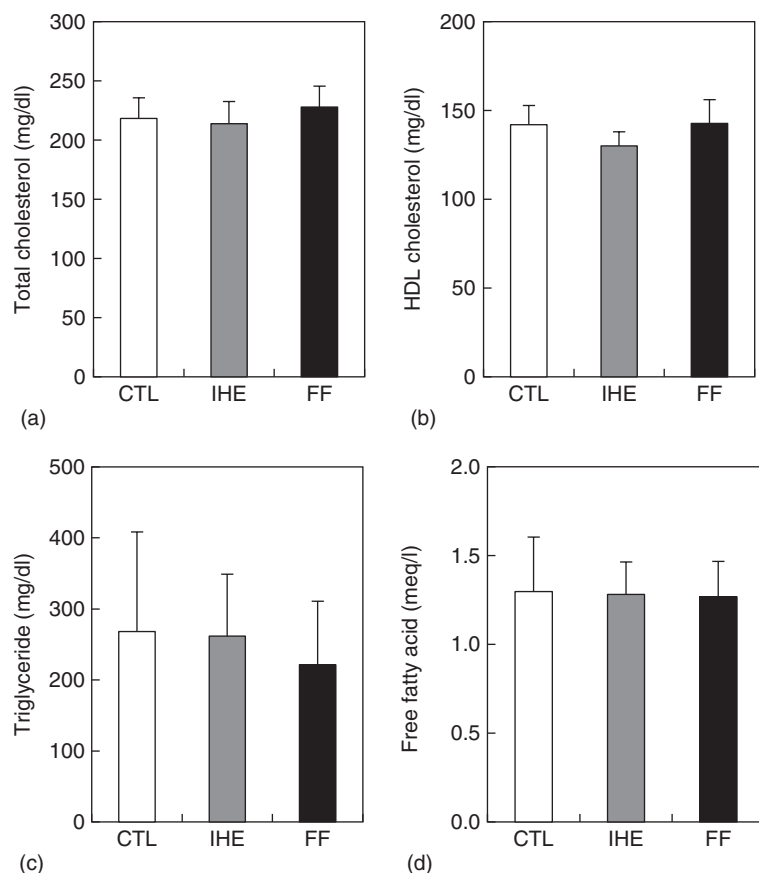 Total cholesterol (mg/dl)
300
250
200
150
100
50
0
CTL IHE FF
(a)
HDL cholesterol (mg/dl)
200
150
100
50
0
CTL IHE FF
(b)
Triglyceride (mg/dl)
500
400
300
200
100
0
CTL IHE FF
(c)
Free fatty acid (meq/l)
2.0
1.5
1.0
0.5
0.0
CTL IHE FF
(d)